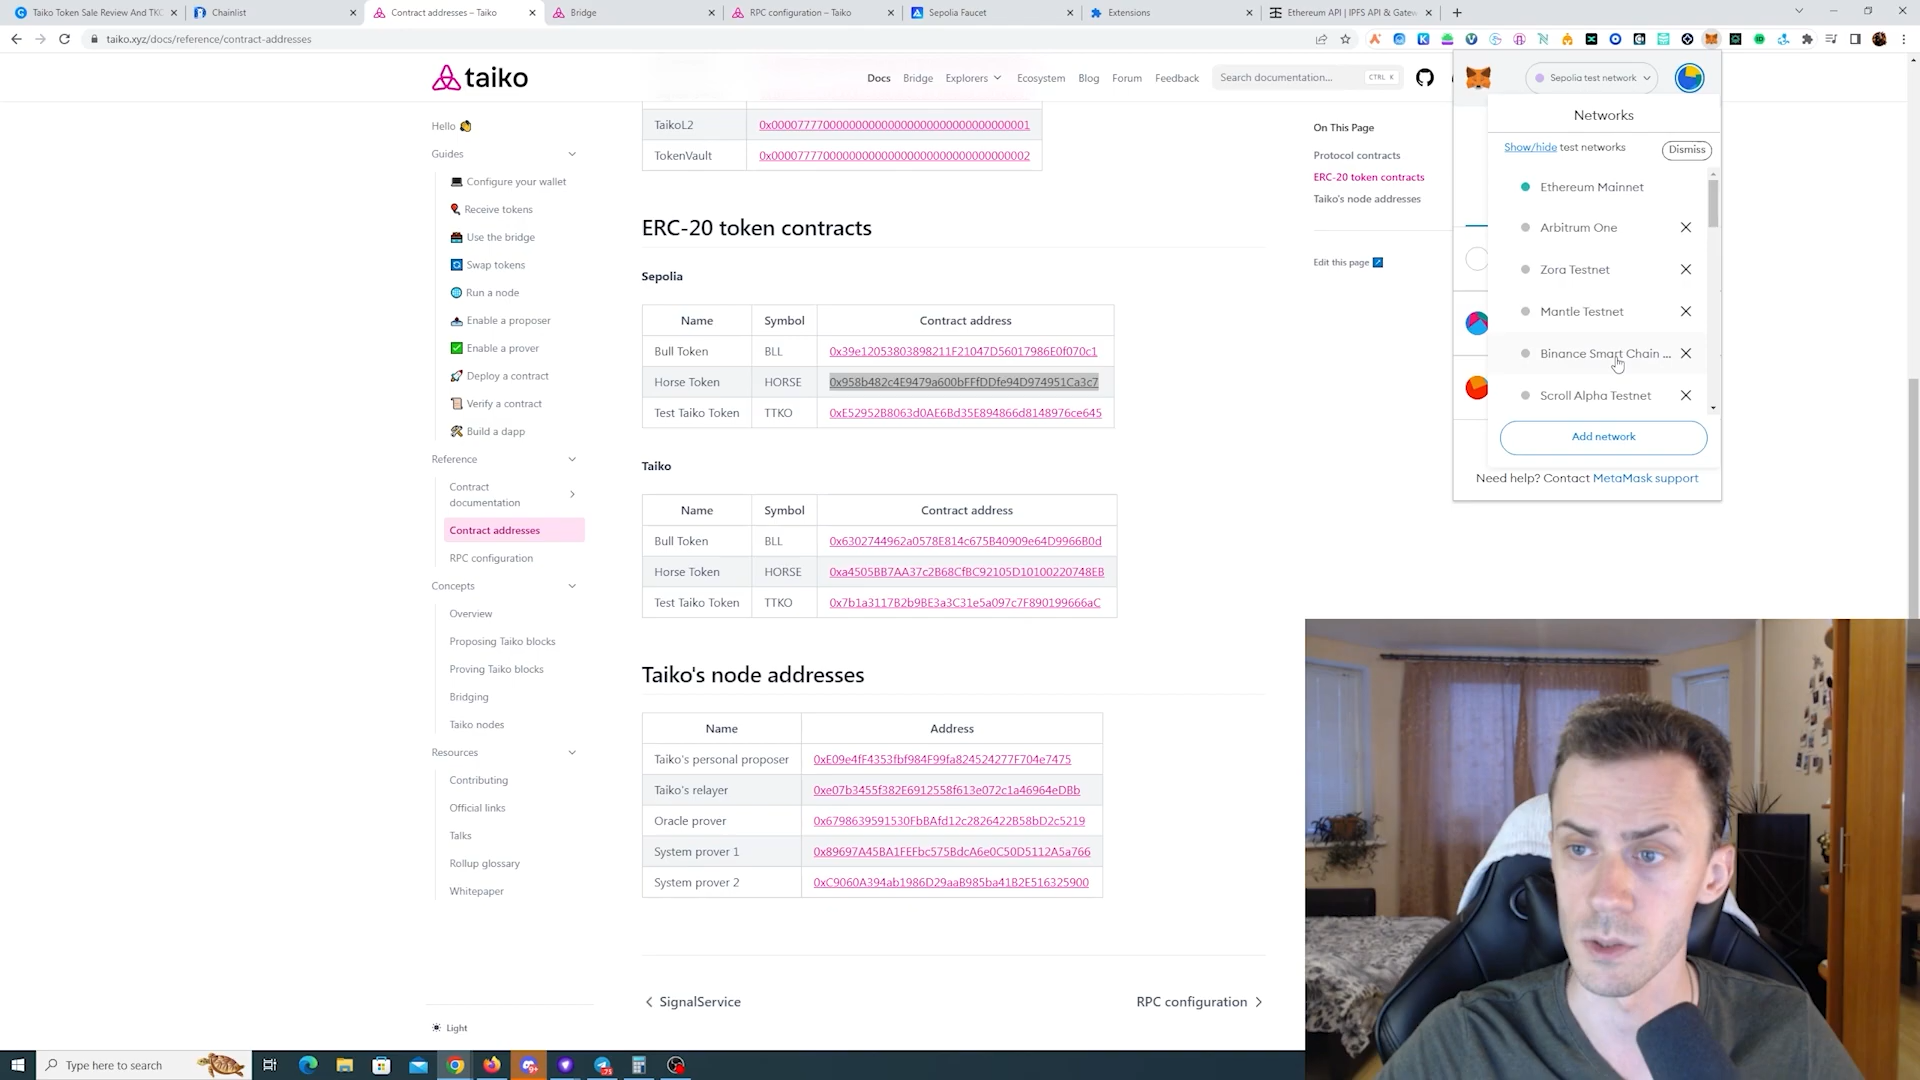 Taiko Token Sale Review And TKO
Chainlist
Contract addresses – Taiko
Bridge
RPC configuration – Taiko
Sepolia Faucet
Extensions
Ethereum API | IPFS API & Gatew
taiko.xyz/docs/reference/contract-addresses
taiko
Docs
Bridge
Explorers
Ecosystem
Blog
Forum
Feedback
Search documentation...
CTRL K
Hello
Guides
Configure your wallet
Receive tokens
Use the bridge
Swap tokens
Run a node
Enable a proposer
Enable a prover
Deploy a contract
Verify a contract
Build a dapp
Reference
Contract
documentation
Contract addresses
RPC configuration
Concepts
Overview
Proposing Taiko blocks
Proving Taiko blocks
Bridging
Taiko nodes
Resources
Contributing
Official links
Talks
Rollup glossary
Whitepaper
Light
TaikoL2 0x0000777700000000000000000000000000000001
TokenVault 0x0000777700000000000000000000000000000002
ERC-20 token contracts
Sepolia
Name Symbol Contract address
Bull Token BLL 0x39e12053803898211F21047D56017986E0f070c1
Horse Token HORSE 0x958b482c4E9479a600bFFfDDfe94D974951Ca3c7
Test Taiko Token TTKO 0xE52952B8063d0AE6Bd35E894866d8148976ce645
Taiko
Name Symbol Contract address
Bull Token BLL 0x6302744962a0578E814c675B40909e64D9966B0d
Horse Token HORSE 0xa4505BB7AA37c2B68CfBC92105D10100220748EB
Test Taiko Token TTKO 0x7b1a3117B2b9BE3a3C31e5a097c7F890199666aC
Taiko's node addresses
Name Address
Taiko's personal proposer 0xE09e4fF4353fbf984F99fa824524277F704e7475
Taiko's relayer 0xe07b3455f382E6912558f613e072c1a46964eDBb
Oracle prover 0x6798639591530FbBAfd12c2826422B58bD2c5219
System prover 1 0x89697A45BA1FEFbc575BdcA6e0C50D5112A5a766
System prover 2 0xC9060A394ab1986D29aaB985ba41B2E516325900
SignalService
RPC configuration
On This Page
Protocol contracts
ERC-20 token contracts
Taiko's node addresses
Edit this page
Sepolia test network
Networks
Show/hide test networks
Dismiss
Ethereum Mainnet
Arbitrum One
Zora Testnet
Mantle Testnet
Binance Smart Chain ...
Scroll Alpha Testnet
Add network
Need help? Contact MetaMask support
Type here to search